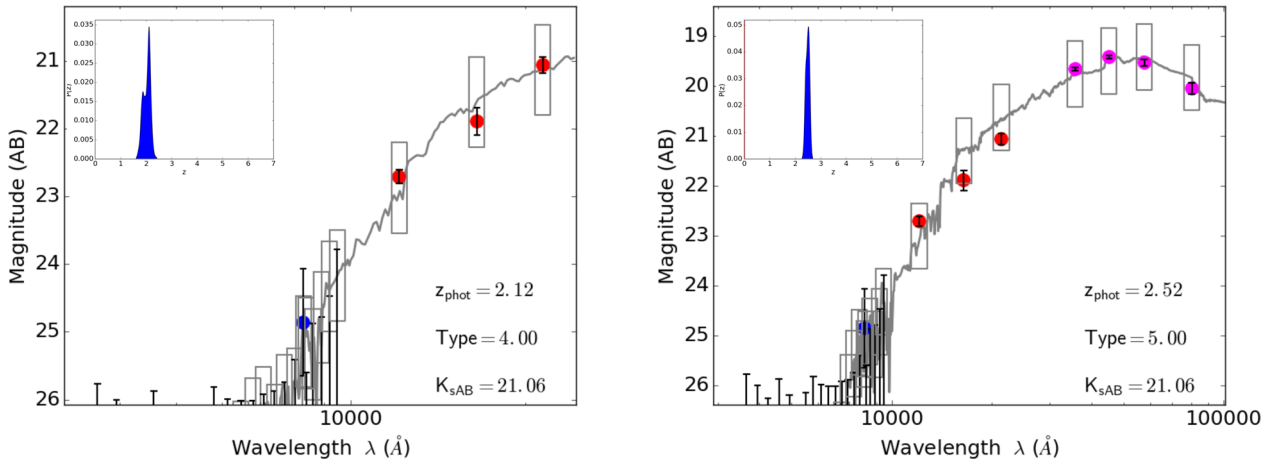 0.035
0.030
0.025
0.020
0.015
0.010
0.005
0.000
P(z)
1 2 3 4 5 6 7
z
21
22
23
24
25
26
Magnitude (AB)
z_phot = 2.12
Type = 4.00
K_sAB = 21.06
10000
Wavelength λ (Å)
0.05
0.04
0.03
0.02
0.01
0.00
P(z)
0 1 2 3 4 5 6 7
z
19
20
21
22
23
24
25
26
Magnitude (AB)
z_phot = 2.52
Type = 5.00
K_sAB = 21.06
10000 100000
Wavelength λ (Å)